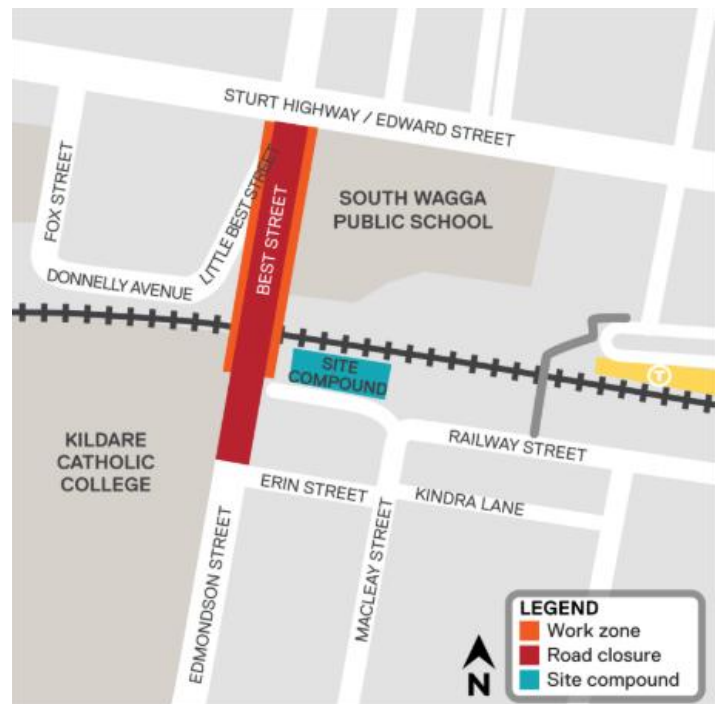 STURT HIGHWAY / EDWARD STREET
FOX STREET
LITTLE BEST STREET
BEST STREET
SOUTH WAGGA
PUBLIC SCHOOL
DONNELLY AVENUE
SITE
COMPOUND
T
KILDARE
CATHOLIC
COLLEGE
RAILWAY STREET
ERIN STREET
KINDRA LANE
EDMONDSON STREET
MACLEAY STREET
N
LEGEND
Work zone
Road closure
Site compound